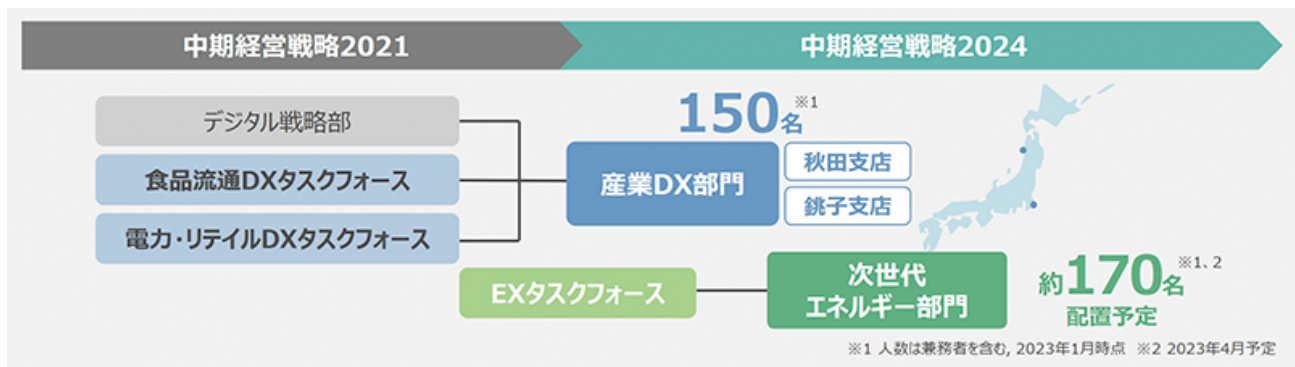 中期経営戦略2021
中期経営戦略2024
デジタル戦略部
食品流通DXタスクフォース
電力・リテイルDXタスクフォース
150名※1
産業DX部門
秋田支店
銚子支店
EXタスクフォース
次世代
エネルギー部門
約170名※1、2
配置予定
※1 人数は兼務者を含む, 2023年1月時点 ※2 2023年4月予定